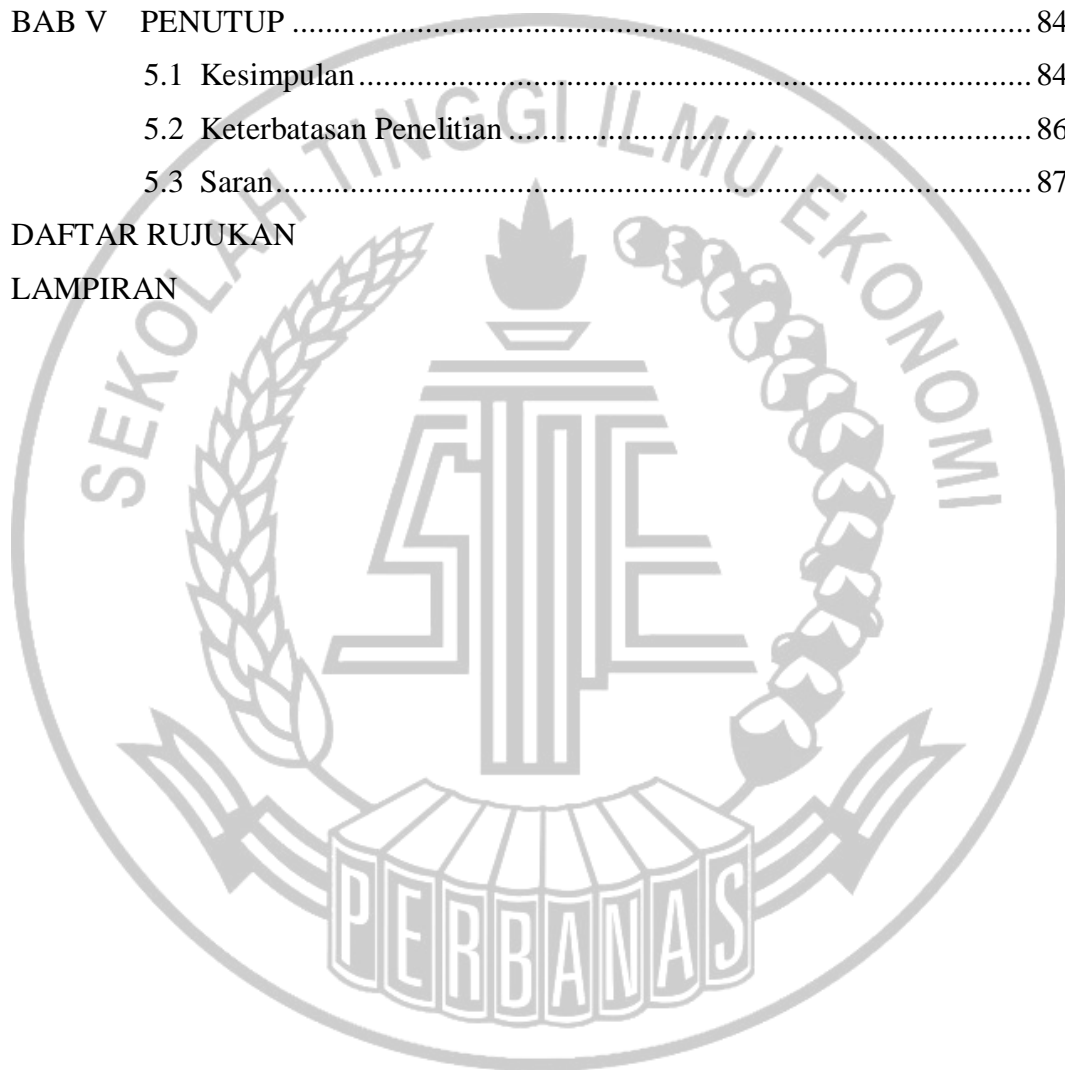 BAB V PENUTUP ........................................................................................ 84
5.1 Kesimpulan ................................................................................ 84
5.2 Keterbatasan Penelitian .............................................................. 86
5.3 Saran .......................................................................................... 87
DAFTAR RUJUKAN
LAMPIRAN
SEKOLAH TINGGI ILMU EKONOMI
STIE
PERBANAS